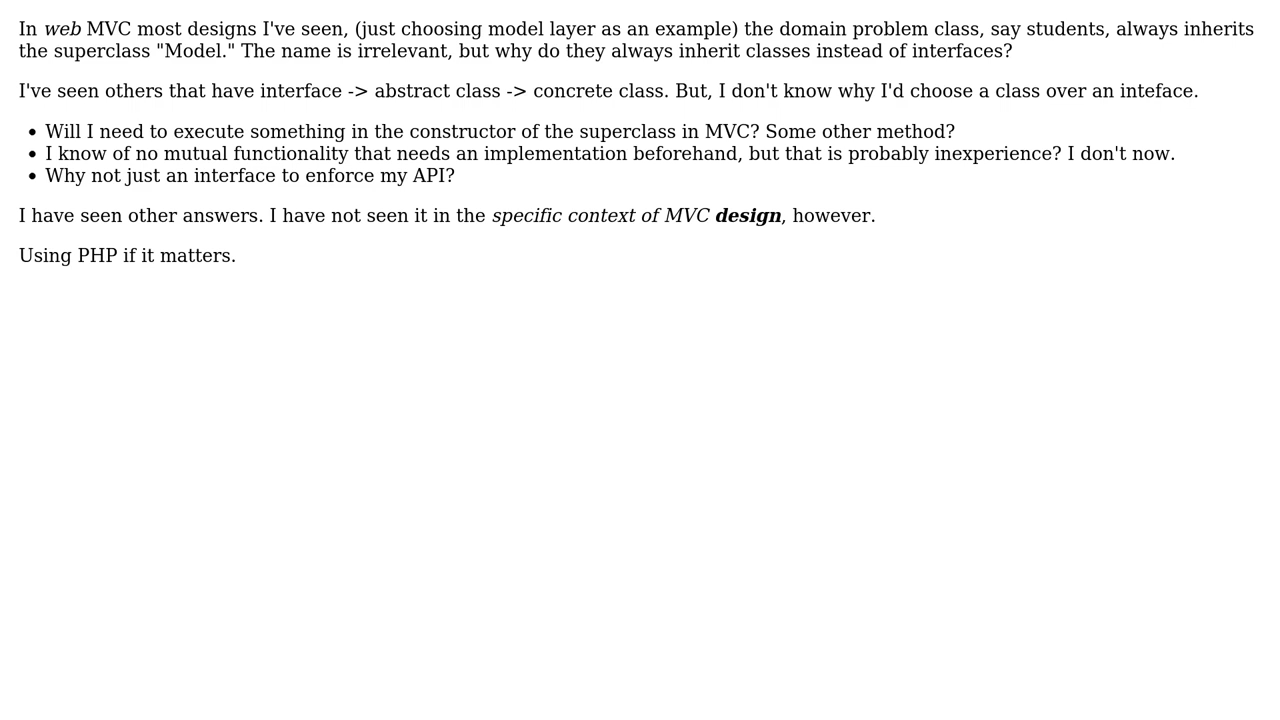 In web MVC most designs I've seen, (just choosing model layer as an example) the domain problem class, say students, always inherits
the superclass "Model." The name is irrelevant, but why do they always inherit classes instead of interfaces?
I've seen others that have interface -> abstract class -> concrete class. But, I don't know why I'd choose a class over an inteface.
• Will I need to execute something in the constructor of the superclass in MVC? Some other method?
• I know of no mutual functionality that needs an implementation beforehand, but that is probably inexperience? I don't now.
• Why not just an interface to enforce my API?
I have seen other answers. I have not seen it in the specific context of MVC design, however.
Using PHP if it matters.